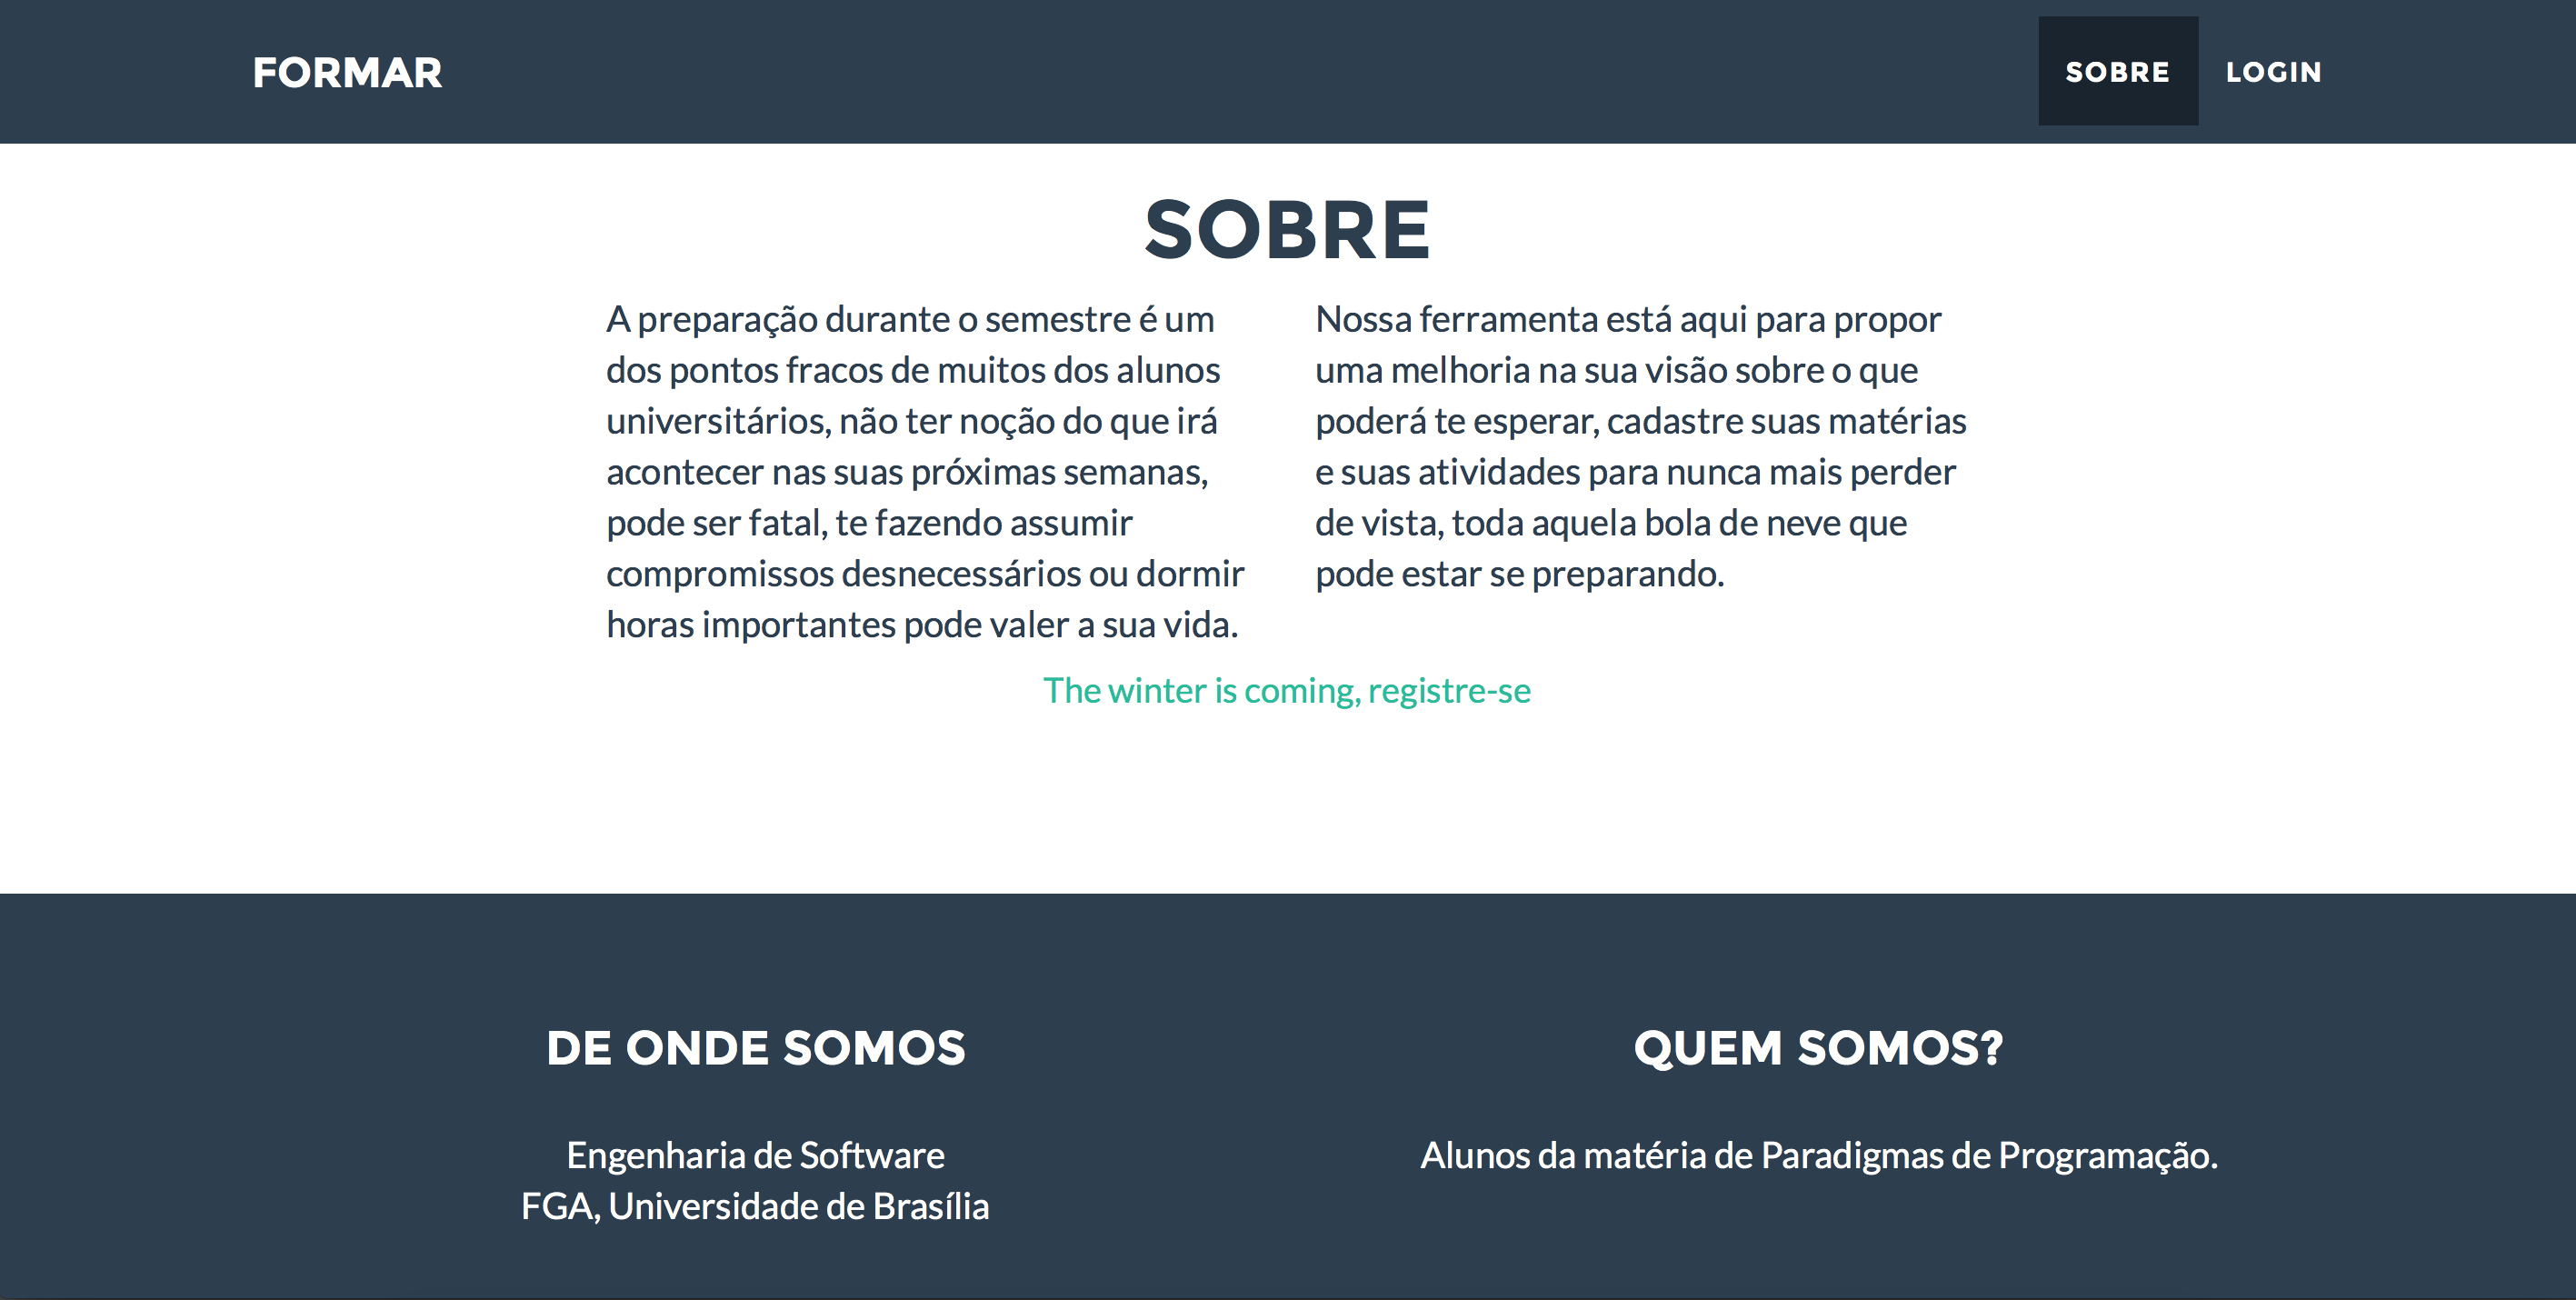 FORMAR
SOBRE
LOGIN
SOBRE
A preparação durante o semestre é um
dos pontos fracos de muitos dos alunos
universitários, não ter noção do que irá
acontecer nas suas próximas semanas,
pode ser fatal, te fazendo assumir
compromissos desnecessários ou dormir
horas importantes pode valer a sua vida.
Nossa ferramenta está aqui para propor
uma melhoria na sua visão sobre o que
poderá te esperar, cadastre suas matérias
e suas atividades para nunca mais perder
de vista, toda aquela bola de neve que
pode estar se preparando.
The winter is coming, registre-se
DE ONDE SOMOS
Engenharia de Software
FGA, Universidade de Brasília
QUEM SOMOS?
Alunos da matéria de Paradigmas de Programação.